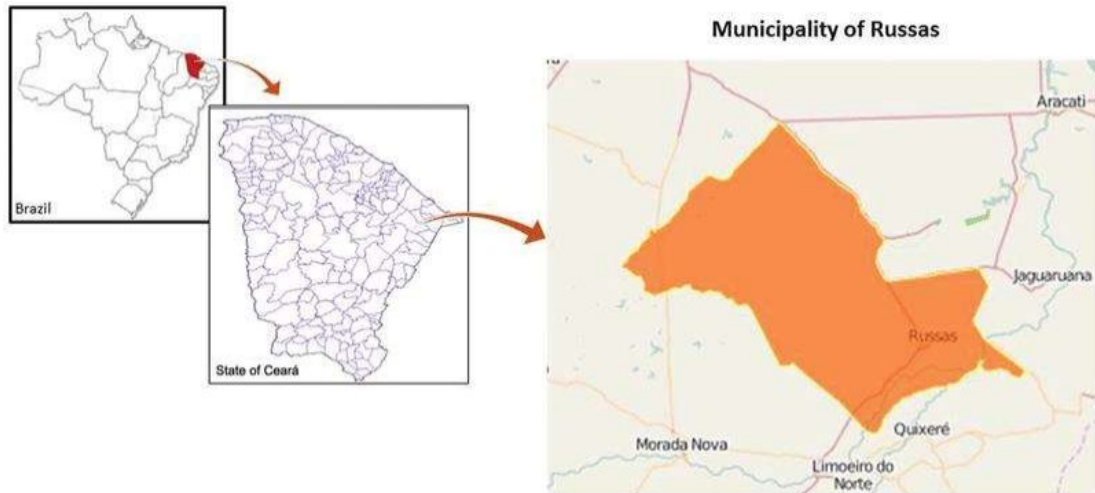 Municipality of Russas
Brazil
State of Ceará
Aracati
Jaguaruana
Russas
Quixeré
Morada Nova
Limoeiro do
Norte